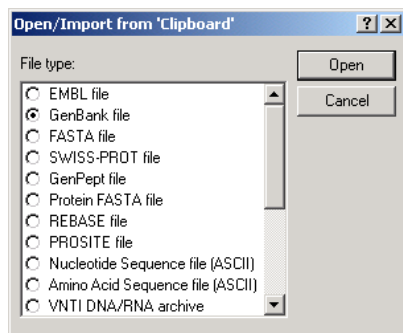 Open/Import from 'Clipboard'
File type:
Open
Cancel
EMBL file
GenBank file
FASTA file
SWISS-PROT file
GenPept file
Protein FASTA file
REBASE file
PROSITE file
Nucleotide Sequence file (ASCII)
Amino Acid Sequence file (ASCII)
VNTI DNA/RNA archive